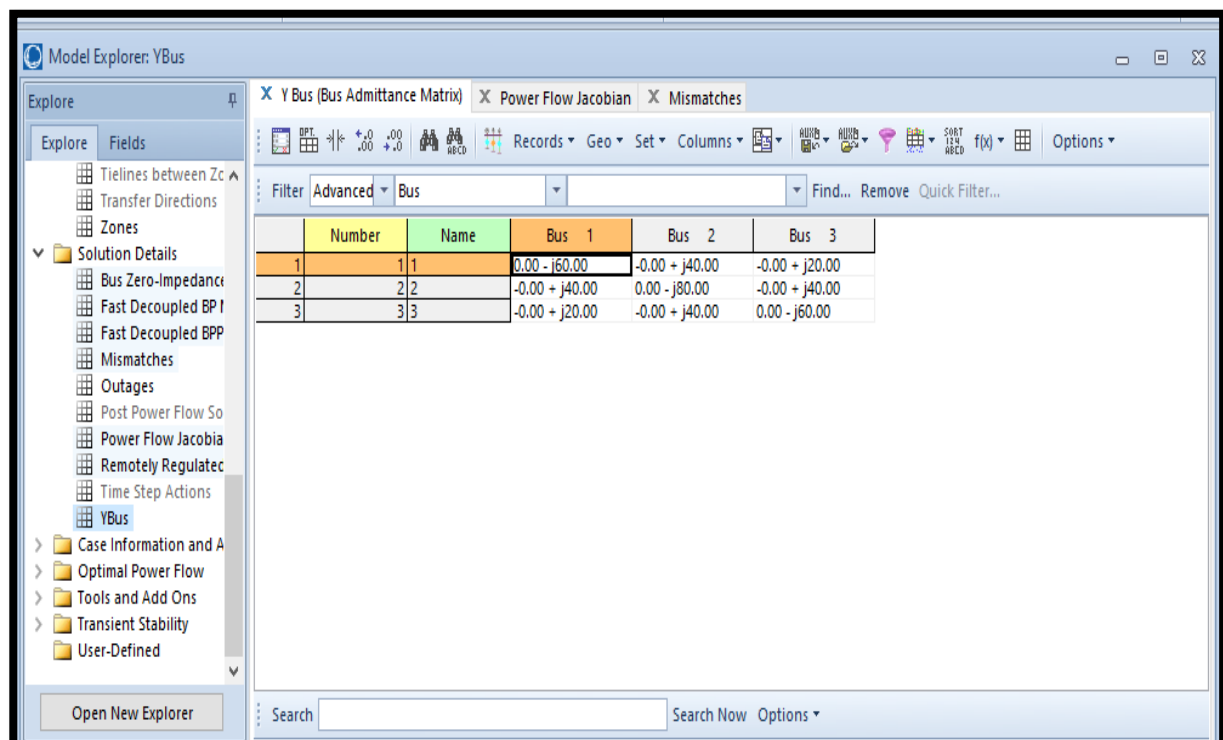 Model Explorer: YBus
Explore
Explore Fields
Tielines between Zc
Transfer Directions
Zones
Solution Details
Bus Zero-Impedance
Fast Decoupled BP
Fast Decoupled BPP
Mismatches
Outages
Post Power Flow So
Power Flow Jacobia
Remotely Regulated
Time Step Actions
YBus
Case Information and A
Optimal Power Flow
Tools and Add Ons
Transient Stability
User-Defined
Open New Explorer
X Y Bus (Bus Admittance Matrix) X Power Flow Jacobian X Mismatches
Records Geo Set Columns f(x) Options
Filter Advanced Bus Find... Remove Quick Filter...
Number Name Bus 1 Bus 2 Bus 3
1 1 1 0.00 - j60.00 -0.00 + j40.00 -0.00 + j20.00
2 2 2 -0.00 + j40.00 0.00 - j80.00 -0.00 + j40.00
3 3 3 -0.00 + j20.00 -0.00 + j40.00 0.00 - j60.00
Search Search Now Options